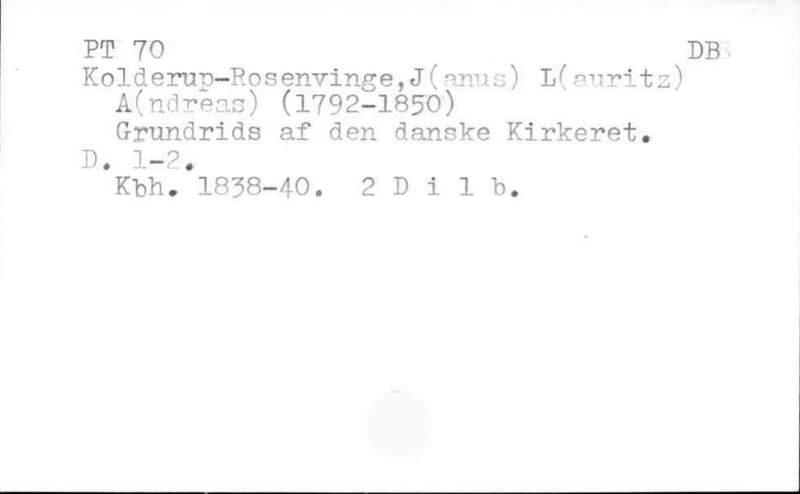 PT 70 DB
Kolderup-Rosenvinge,J(anus) L(auritz)
A(ndreas) (1792-1850)
Grundrids af den danske Kirkeret.
D. 1-2.
Kbh. 1838-40. 2 D i 1 b.